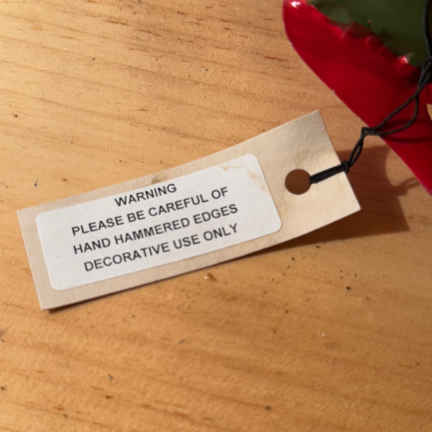 WARNING
PLEASE BE CAREFUL OF
HAND HAMMERED EDGES
DECORATIVE USE ONLY